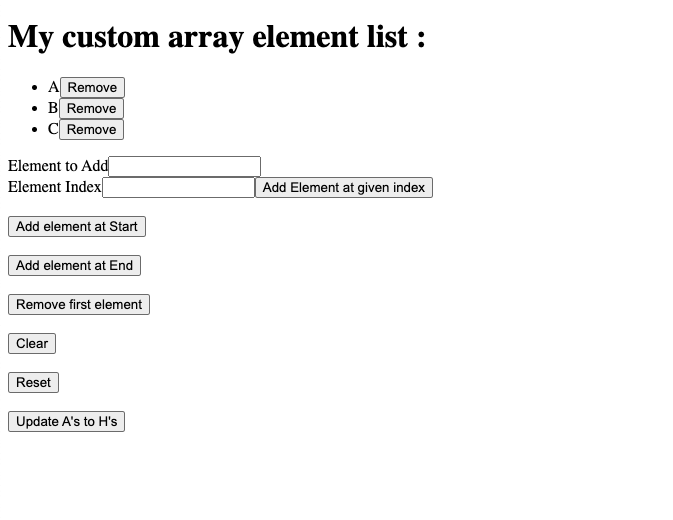 My custom array element list :
A Remove
B Remove
C Remove
Element to Add
Element Index Add Element at given index
Add element at Start
Add element at End
Remove first element
Clear
Reset
Update A's to H's